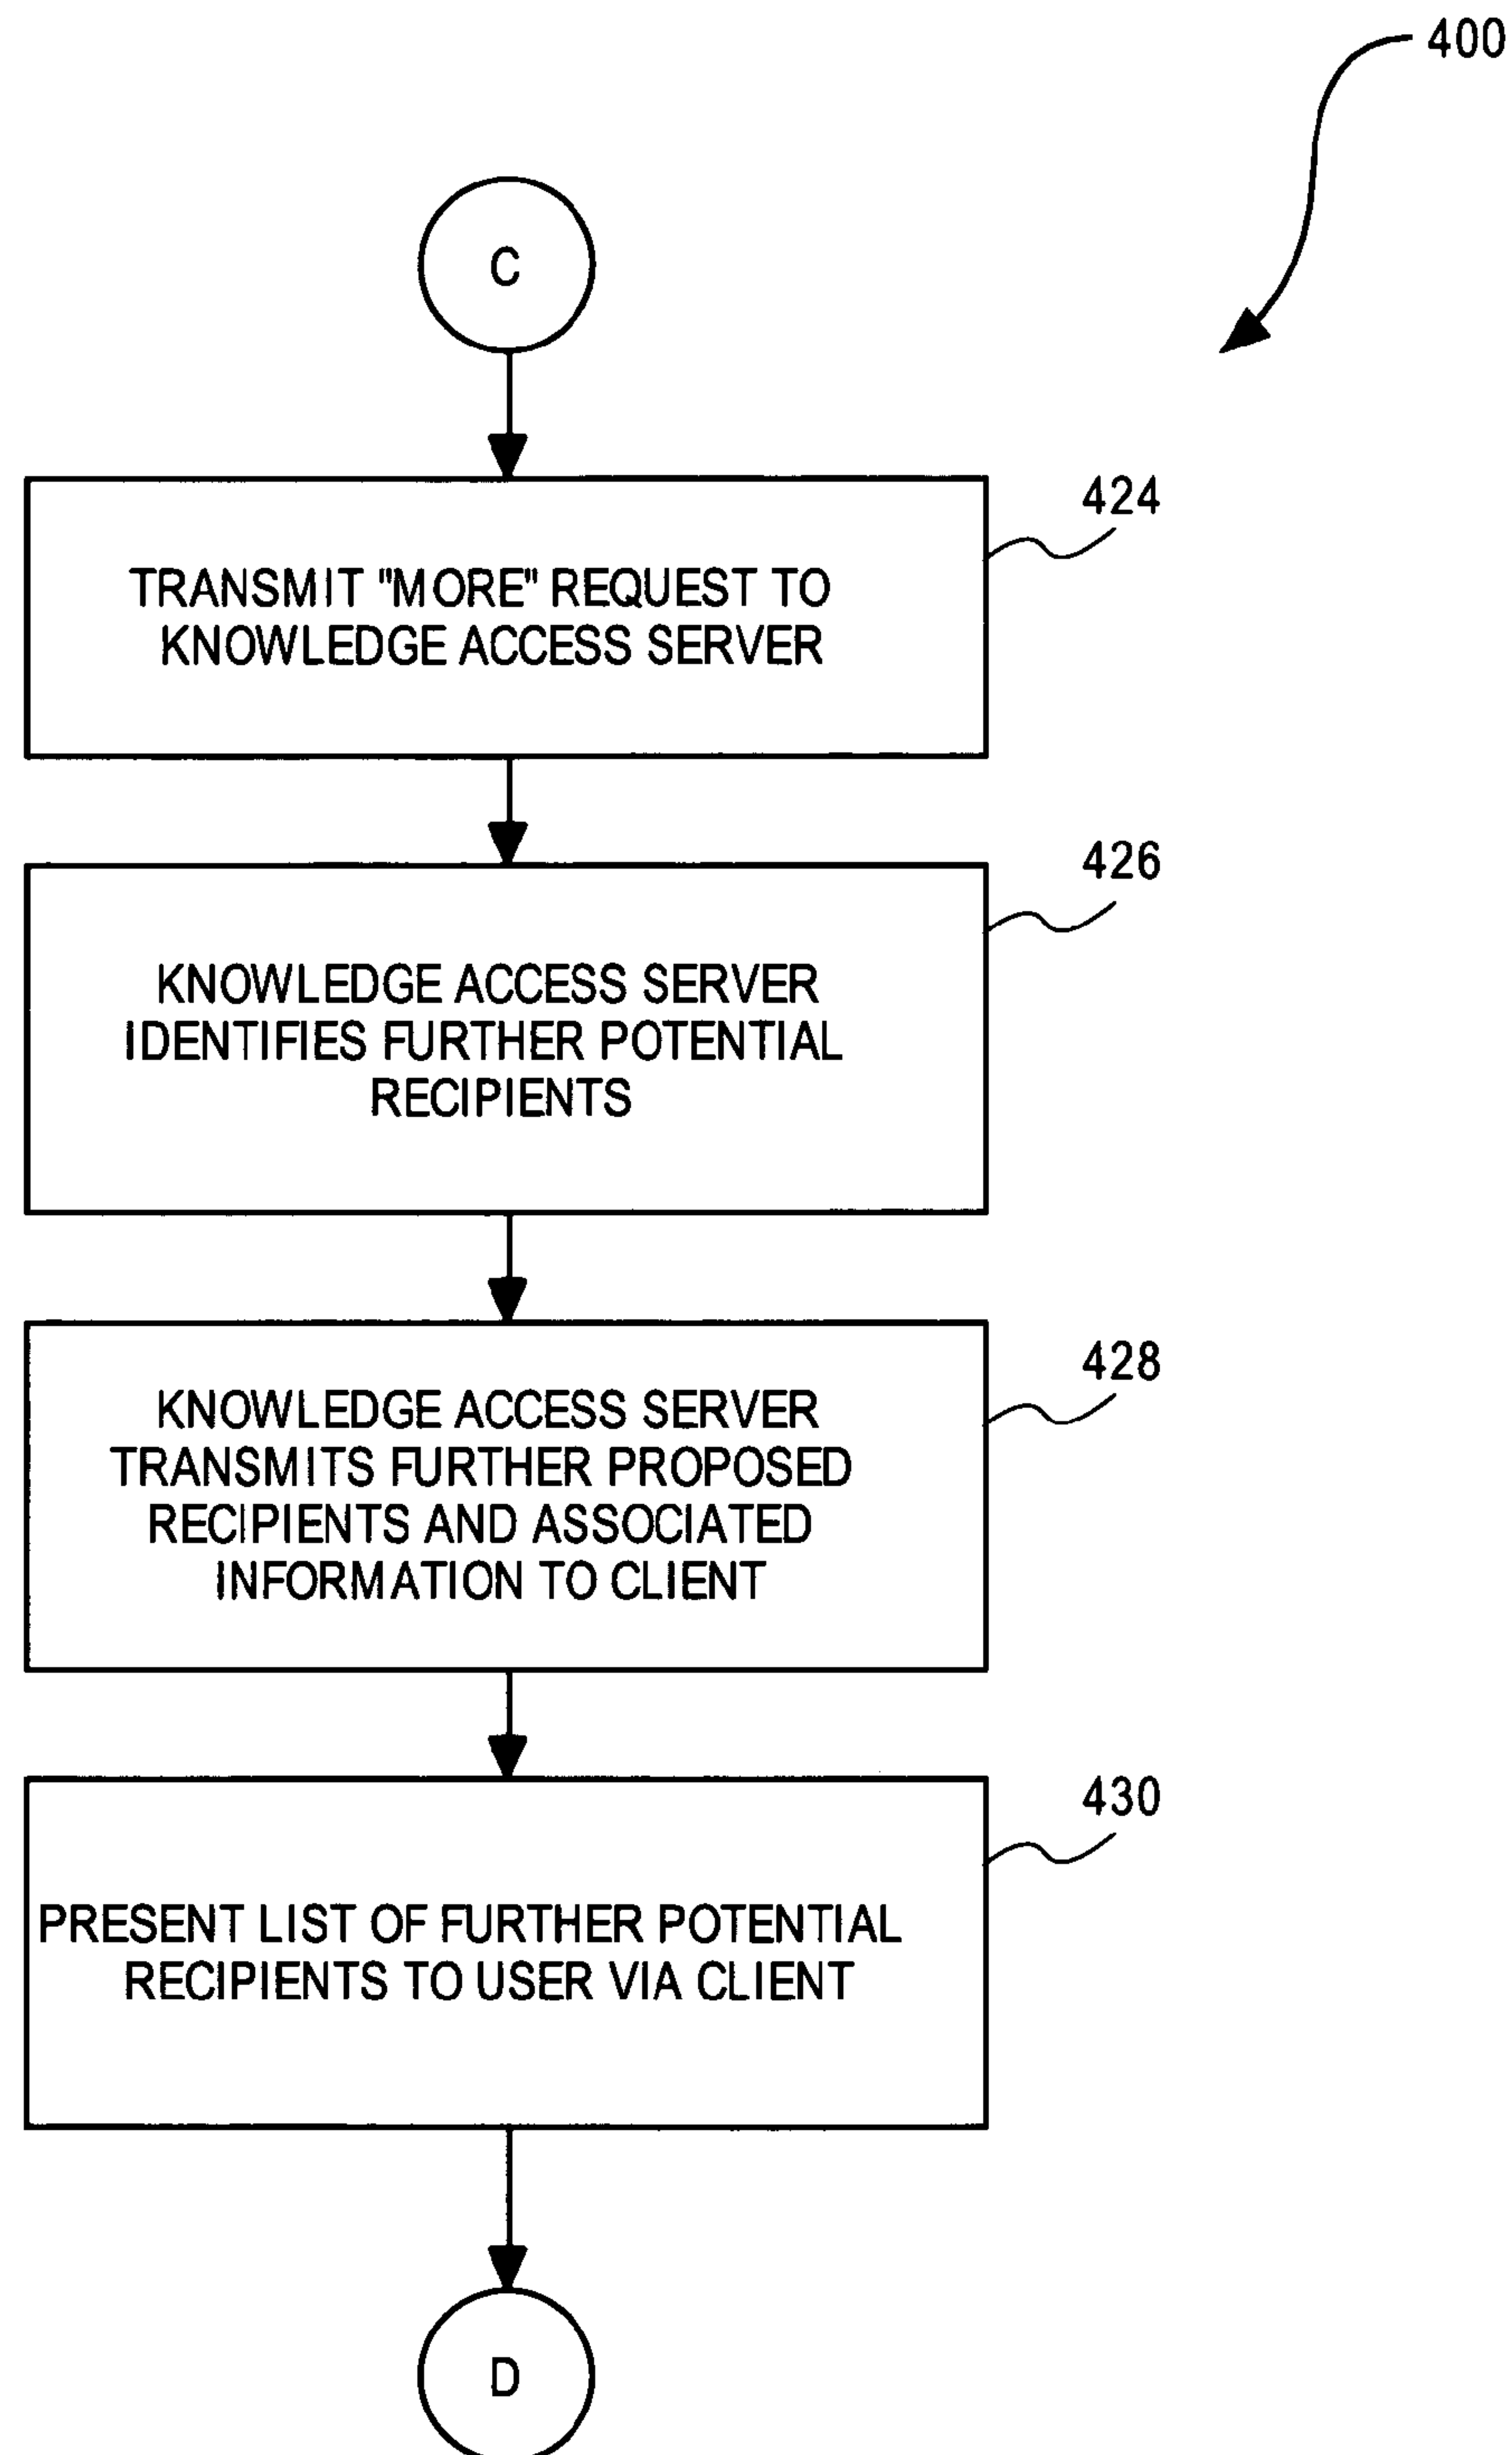 400
C
424
TRANSMIT "MORE" REQUEST TO
KNOWLEDGE ACCESS SERVER
426
KNOWLEDGE ACCESS SERVER
IDENTIFIES FURTHER POTENTIAL
RECIPIENTS
428
KNOWLEDGE ACCESS SERVER
TRANSMITS FURTHER PROPOSED
RECIPIENTS AND ASSOCIATED
INFORMATION TO CLIENT
430
PRESENT LIST OF FURTHER POTENTIAL
RECIPIENTS TO USER VIA CLIENT
D